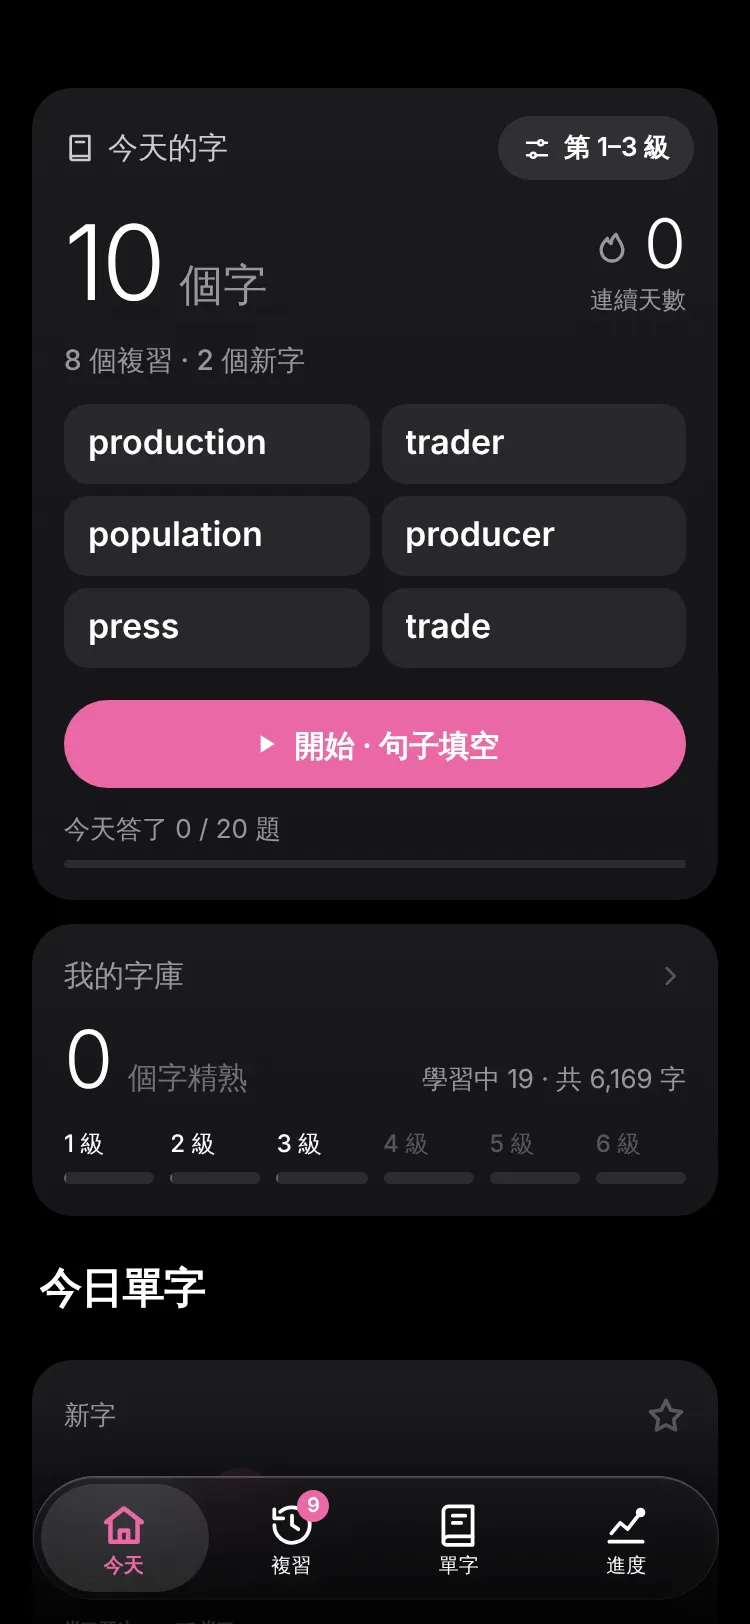 今天的字
第 1–3 級
10 個字
0
連續天數
8 個複習 · 2 個新字
production
trader
population
producer
press
trade
開始 · 句子填空
今天答了 0 / 20 題
我的字庫
0 個字精熟
學習中 19 · 共 6,169 字
1 級
2 級
3 級
4 級
5 級
6 級
今日單字
新字
9
今天
複習
單字
進度